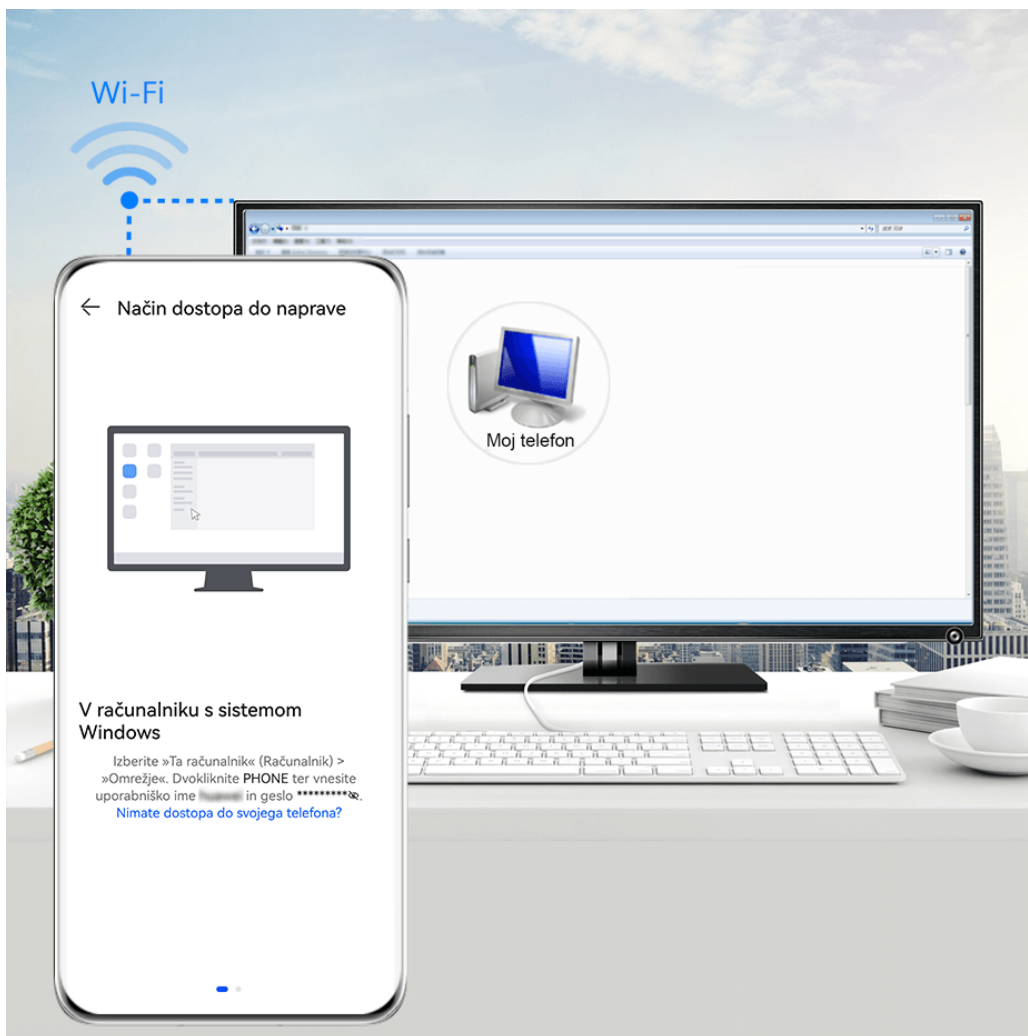 Wi-Fi
Način dostopa do naprave
Moj telefon
V računalniku s sistemom
Windows
Izberite »Ta računalnik« (Računalnik) >
»Omrežje«. Dvokliknite PHONE ter vnesite
uporabniško ime in geslo *********.
Nimate dostopa do svojega telefona?